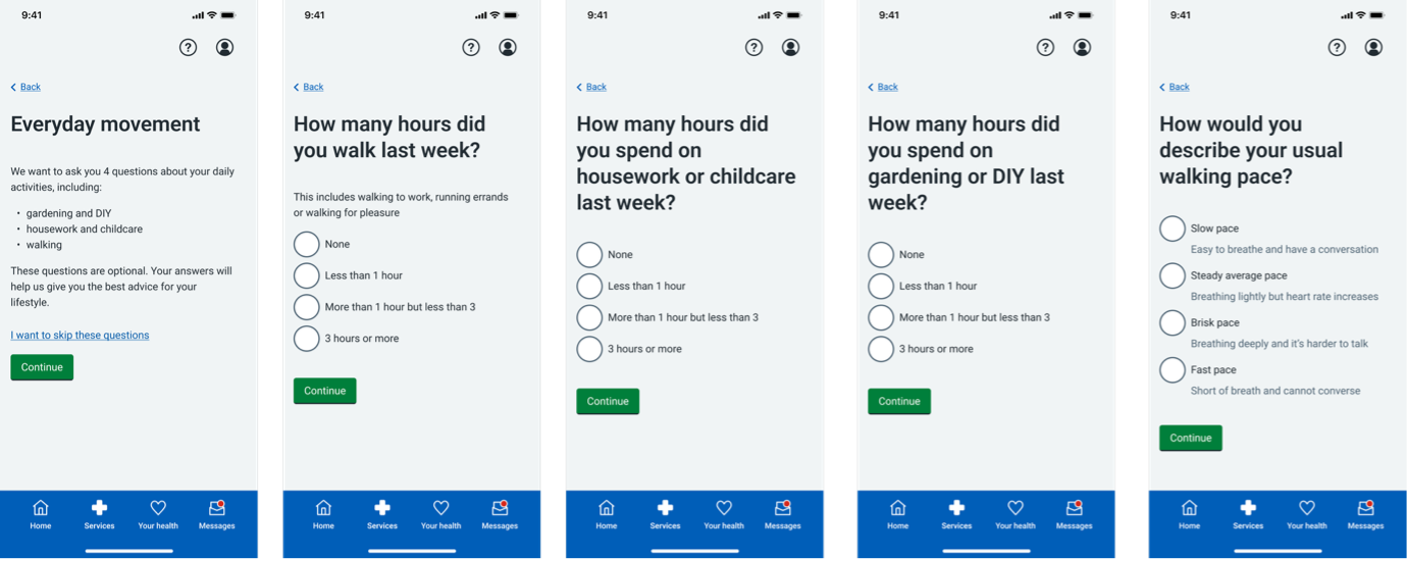 9:41
?
Back
Everyday movement
We want to ask you 4 questions about your daily
activities, including:
• gardening and DIY
• housework and childcare
• walking
These questions are optional. Your answers will
help us give you the best advice for your
lifestyle.
I want to skip these questions
Continue
Home Services Your health Messages
9:41
?
Back
How many hours did
you walk last week?
This includes walking to work, running errands
or walking for pleasure
None
Less than 1 hour
More than 1 hour but less than 3
3 hours or more
Continue
Home Services Your health Messages
9:41
?
Back
How many hours did
you spend on
housework or childcare
last week?
None
Less than 1 hour
More than 1 hour but less than 3
3 hours or more
Continue
Home Services Your health Messages
9:41
?
Back
How many hours did
you spend on
gardening or DIY last
week?
None
Less than 1 hour
More than 1 hour but less than 3
3 hours or more
Continue
Home Services Your health Messages
9:41
?
Back
How would you
describe your usual
walking pace?
Slow pace
Easy to breathe and have a conversation
Steady average pace
Breathing lightly but heart rate increases
Brisk pace
Breathing deeply and it's harder to talk
Fast pace
Short of breath and cannot converse
Continue
Home Services Your health Messages